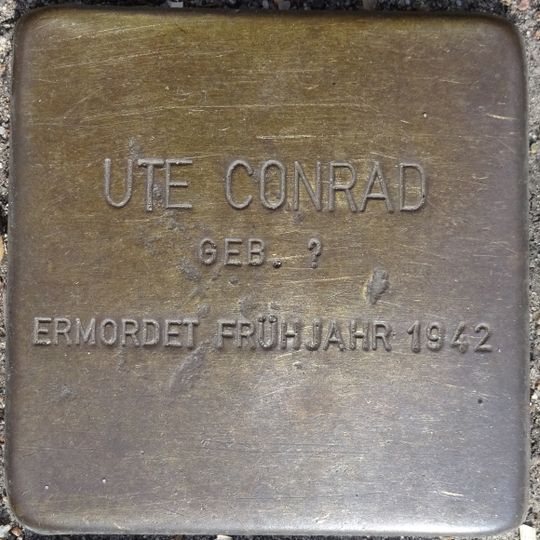 UTE CONRAD
GEB. ?
ERMORDET FRÜHJAHR 1942